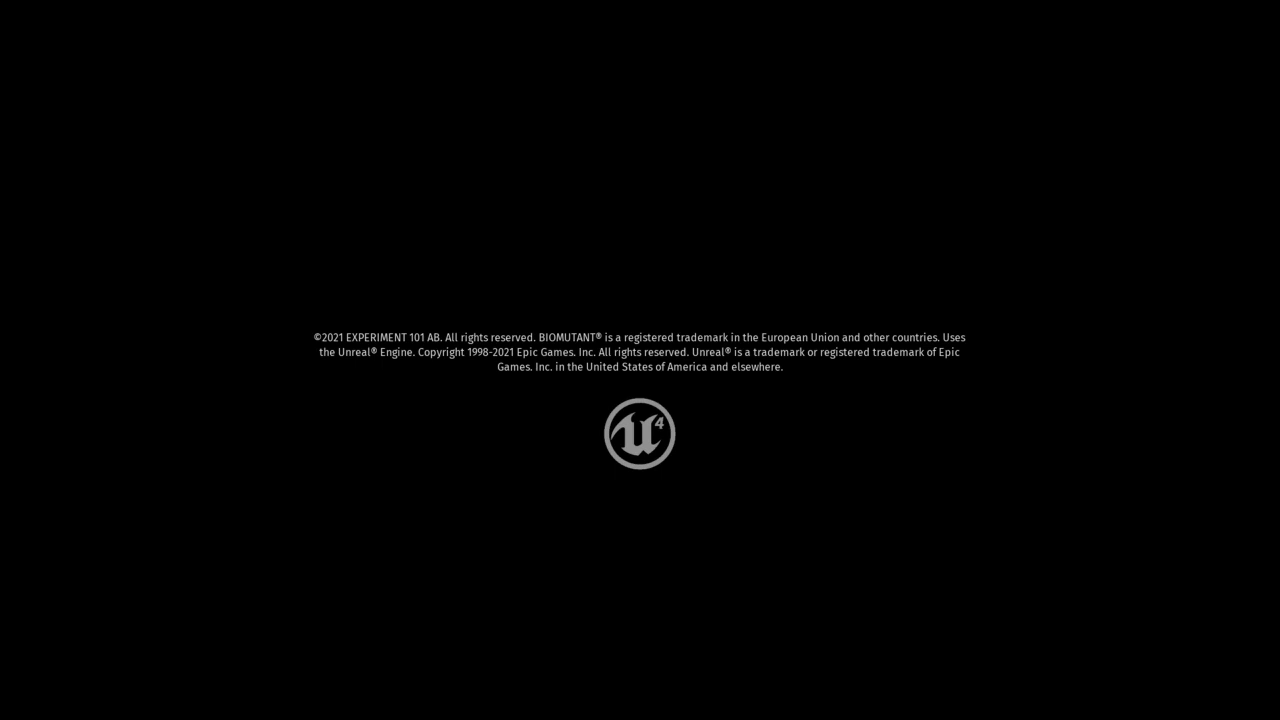 ©2021 EXPERIMENT 101 AB. All rights reserved. BIOMUTANT® is a registered trademark in the European Union and other countries. Uses
the Unreal® Engine. Copyright 1998-2021 Epic Games. Inc. All rights reserved. Unreal® is a trademark or registered trademark of Epic
Games. Inc. in the United States of America and elsewhere.
U4